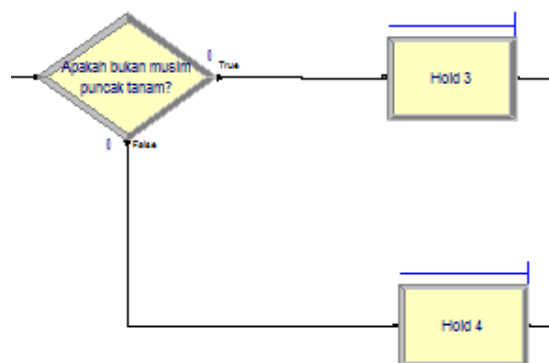 Apakah bukan musim
puncak tanam?
True
Hold 3
False
Hold 4